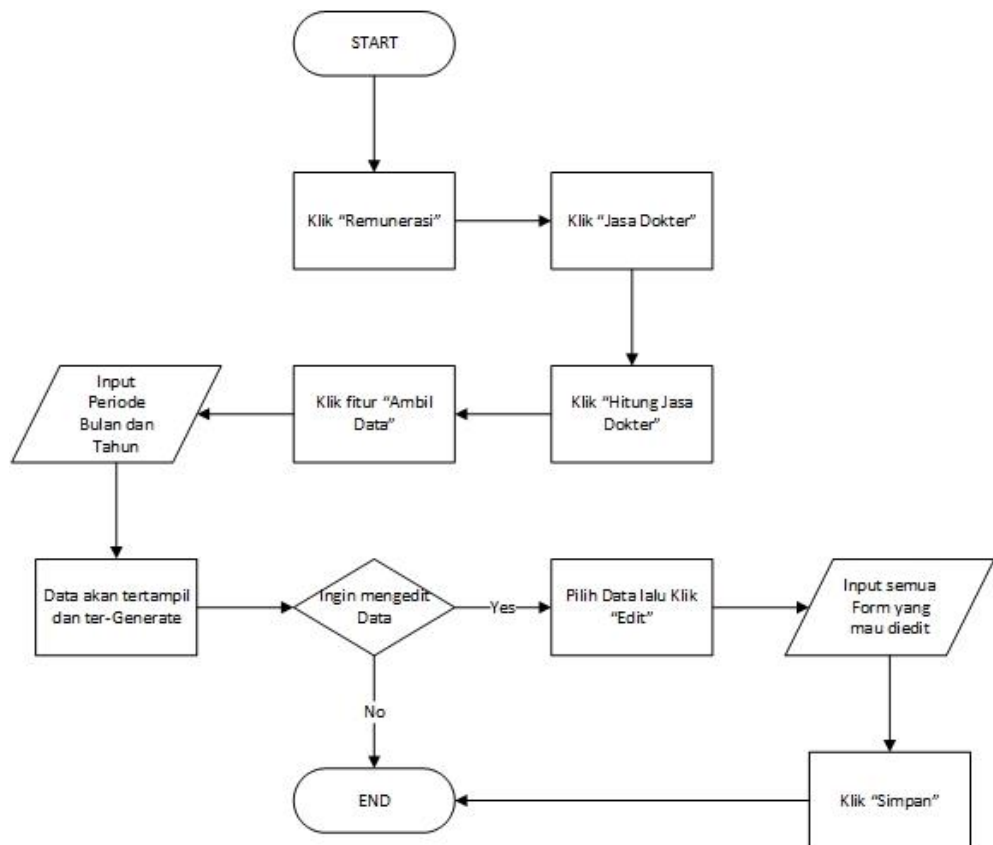 START
Klik “Remunerasi”
Klik “Jasa Dokter”
Klik “Hitung Jasa
Dokter”
Klik fitur “Ambil
Data”
Input
Periode
Bulan dan
Tahun
Data akan tertampil
dan ter-Generate
Ingin mengedit
Data
Yes
Pilih Data lalu Klik
“Edit”
Input semua
Form yang
mau diedit
No
Klik “Simpan”
END